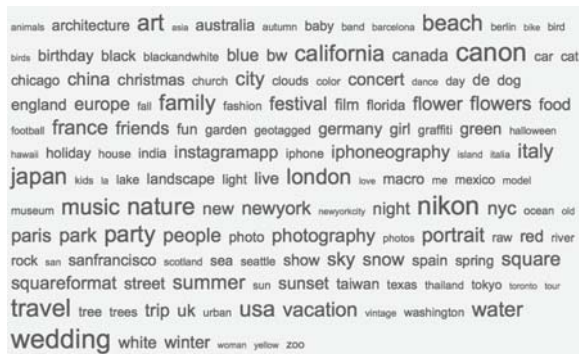 animals architecture art asia australia autumn baby band barcelona beach berlin bike bird
birds birthday black blackandwhite blue bw california canada canon car cat
chicago china christmas church city clouds color concert dance day de dog
england europe fall family fashion festival film florida flower flowers food
football france friends fun garden geotagged germany girl graffiti green halloween
hawaii holiday house india instagramapp iphone iphoneography island italia italy
japan kids la lake landscape light live london love macro me mexico model
museum music nature new newyork newyorkcity night nikon nyc ocean old
paris park party people photo photography photos portrait raw red river
rock san sanfrancisco scotland sea seattle show sky snow spain spring square
squareformat street summer sun sunset taiwan texas thailand tokyo toronto tour
travel tree trees trip uk urban usa vacation vintage washington water
wedding white winter woman yellow zoo